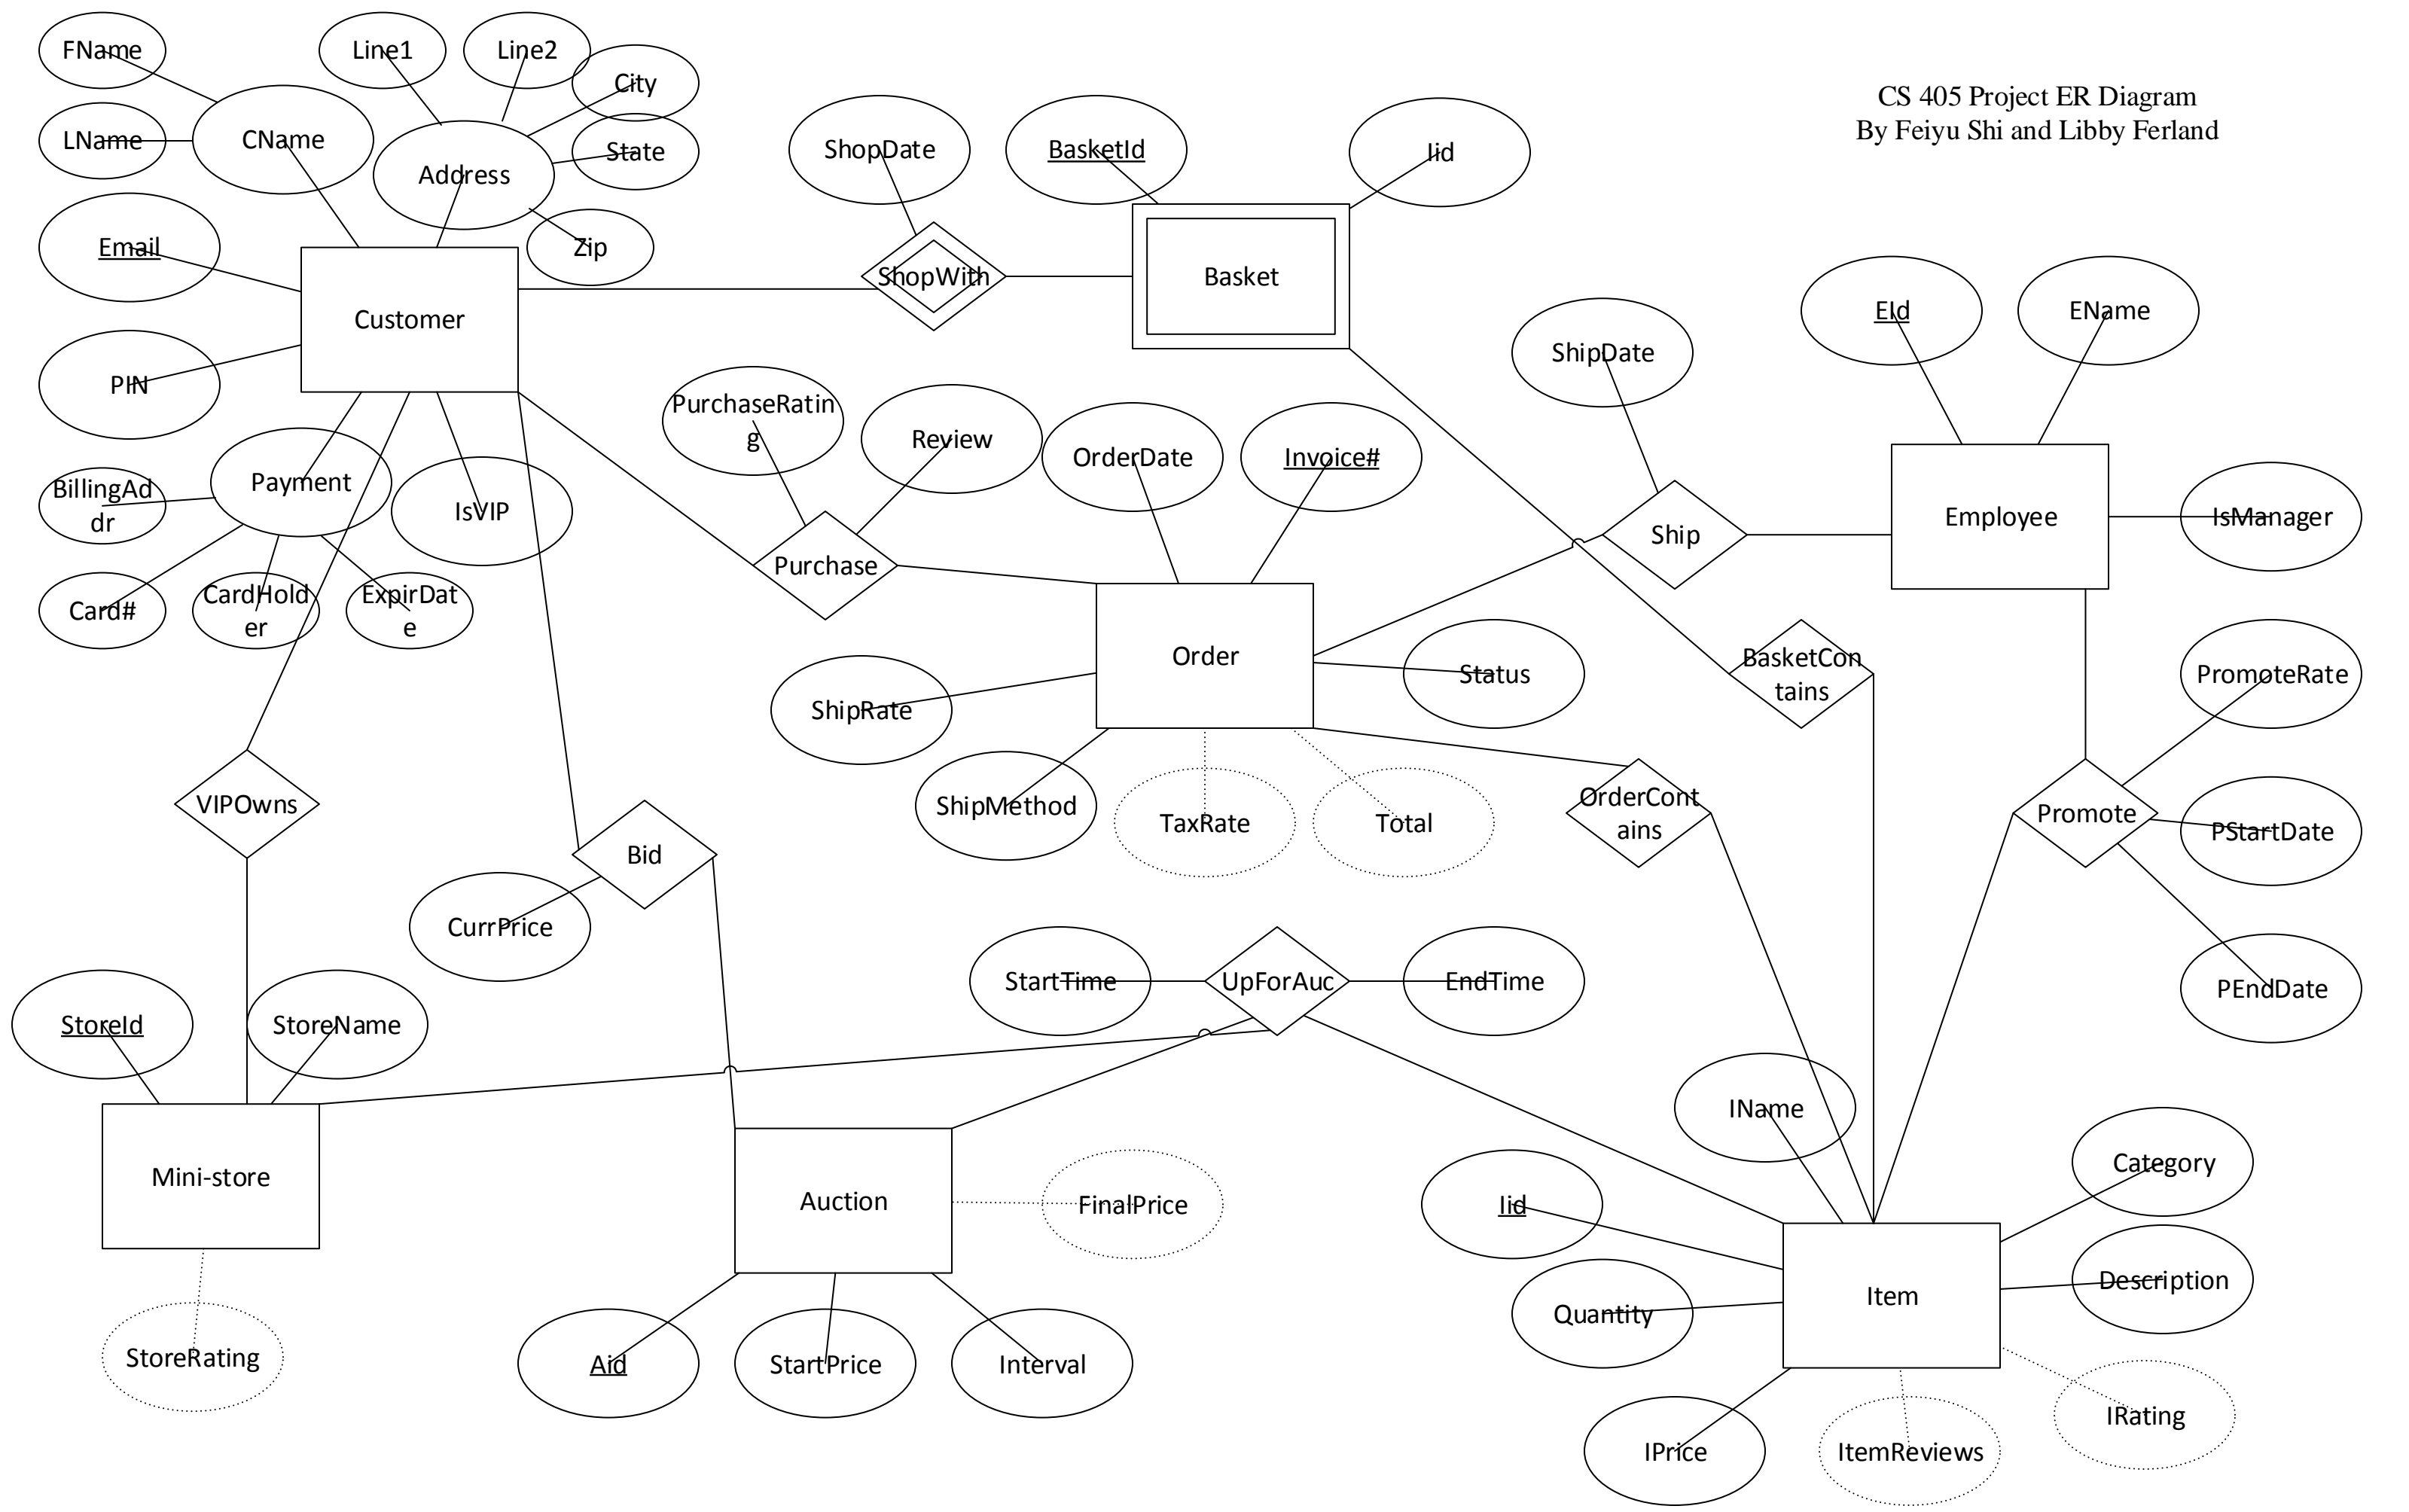 FName
Line1
Line2
City
CS 405 Project ER Diagram
By Feiyu Shi and Libby Ferland
LName
CName
Address
State
ShopDate
BasketId
Iid
Email
Zip
ShopWith
Basket
Customer
EId
EName
ShipDate
PIN
PurchaseRatin
g
Review
OrderDate
Invoice#
BillingAd
dr
Payment
IsVIP
Purchase
Ship
Employee
IsManager
Card#
CardHold
er
ExpirDat
e
Order
Status
BasketCon
tains
PromoteRate
ShipRate
VIPOwns
ShipMethod
TaxRate
Total
OrderCont
ains
Promote
PStartDate
Bid
CurrPrice
StartTime
UpForAuc
EndTime
PEndDate
StoreId
StoreName
IName
Mini-store
Auction
FinalPrice
Iid
Category
Quantity
Item
Description
StoreRating
Aid
StartPrice
Interval
IPrice
ItemReviews
IRating